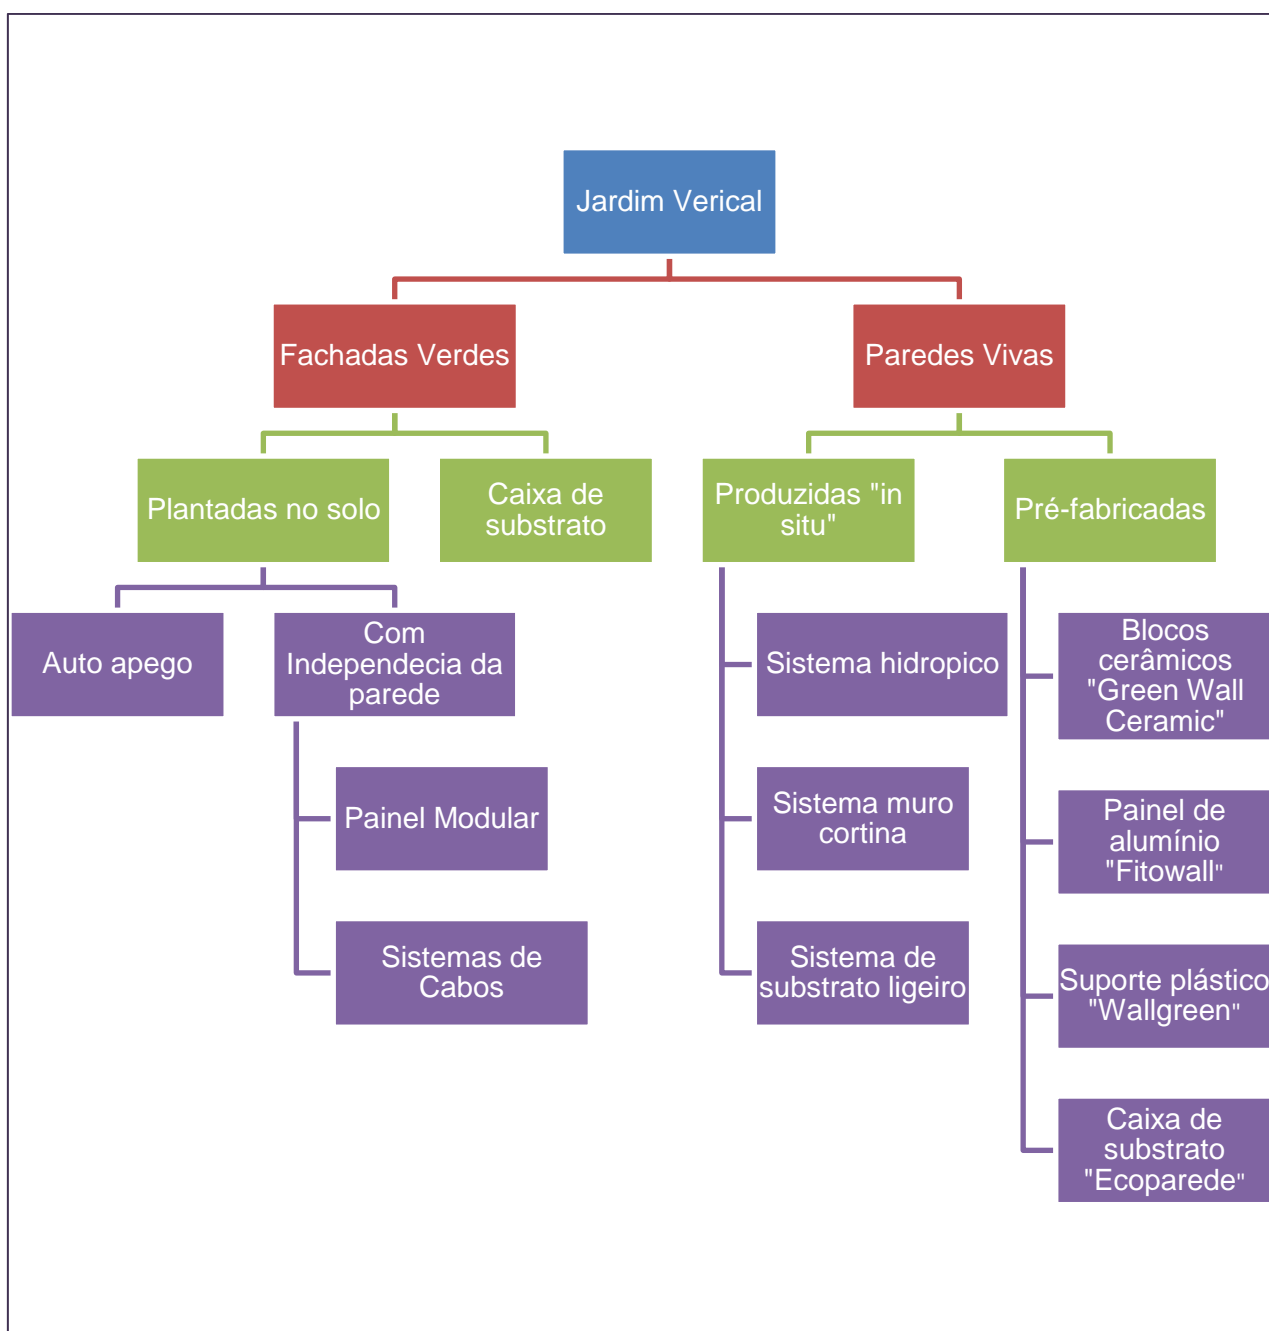 Jardim Verical
Fachadas Verdes
Paredes Vivas
Plantadas no solo
Caixa de
substrato
Produzidas "in
situ"
Pré-fabricadas
Auto apego
Com
Independecia da
parede
Painel Modular
Sistemas de
Cabos
Sistema hidropico
Sistema muro
cortina
Sistema de
substrato ligeiro
Blocos
cerâmicos
"Green Wall
Ceramic"
Painel de
alumínio
"Fitowall"
Suporte plástico
"Wallgreen"
Caixa de
substrato
"Ecoparede"